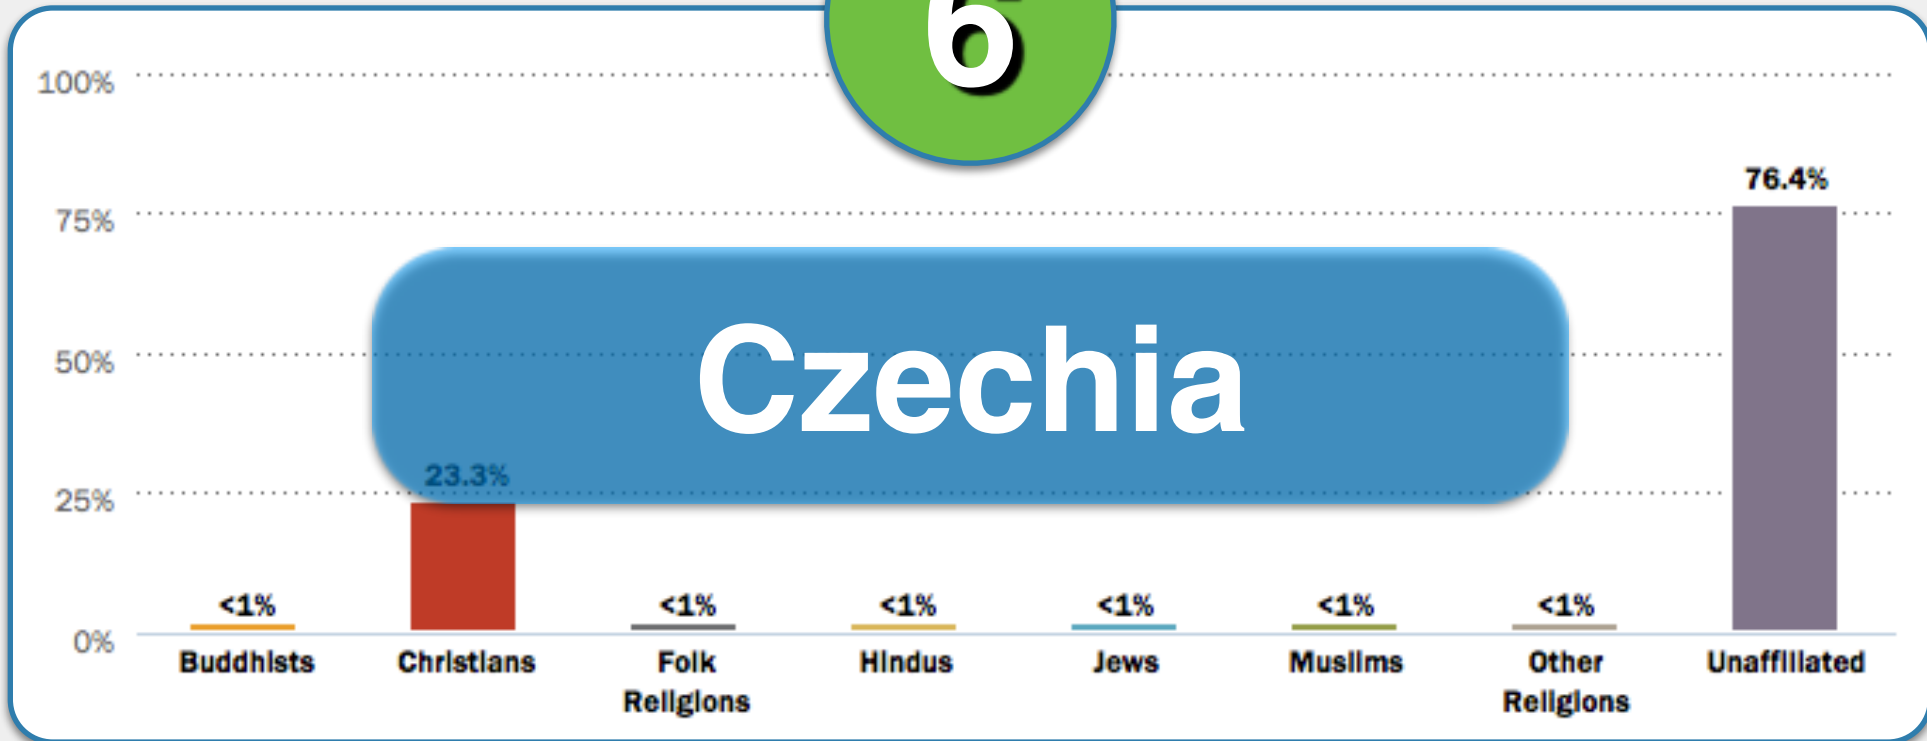 6
100%
76.4%
75%
Czechia
50%
23.3%
25%
<1% <1% <1% <1% <1% <1%
0%
Buddhists Christians Folk Religions Hindus Jews Muslims Other Religions Unaffiliated